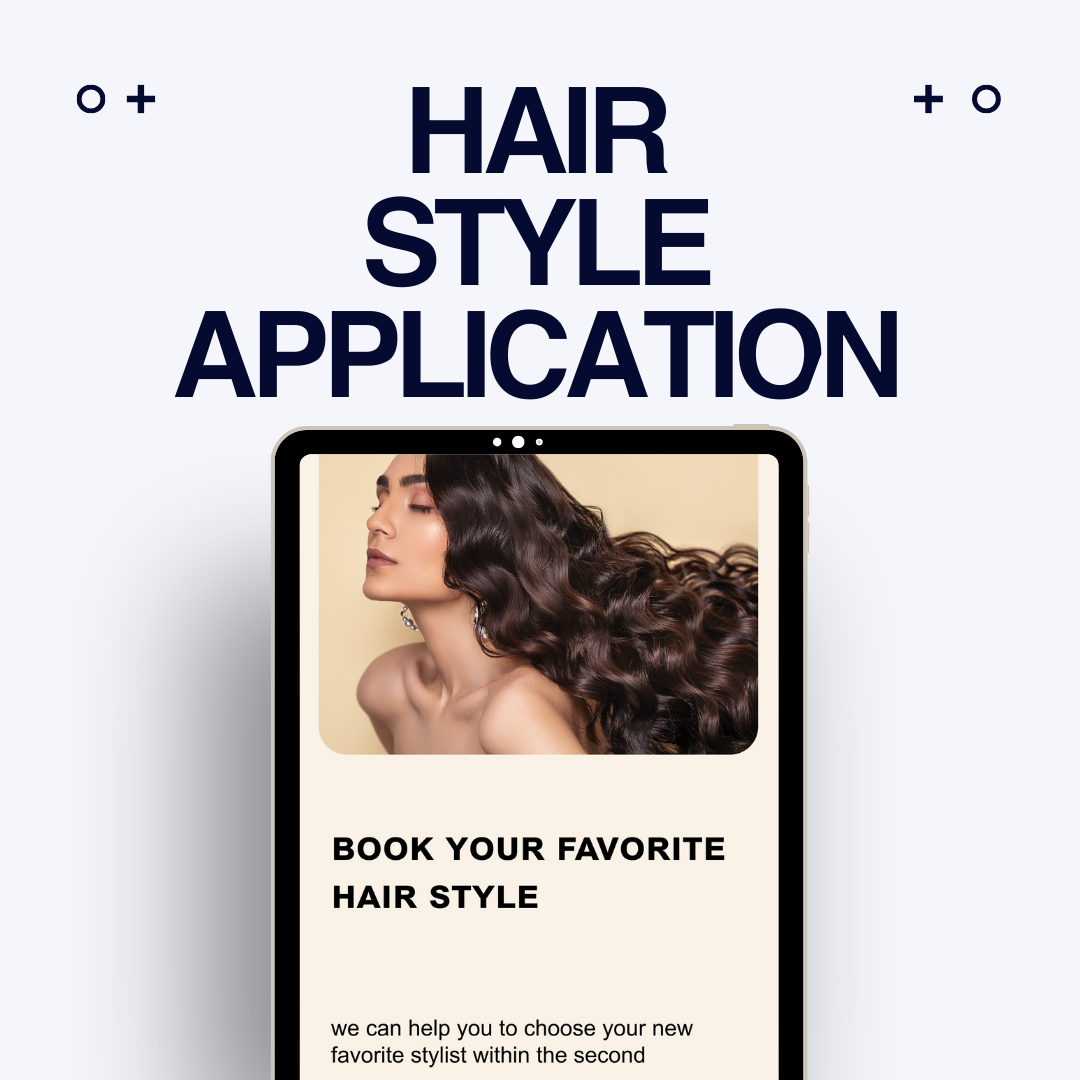 HAIR
STYLE
APPLICATION
BOOK YOUR FAVORITE
HAIR STYLE
we can help you to choose your new
favorite stylist within the second